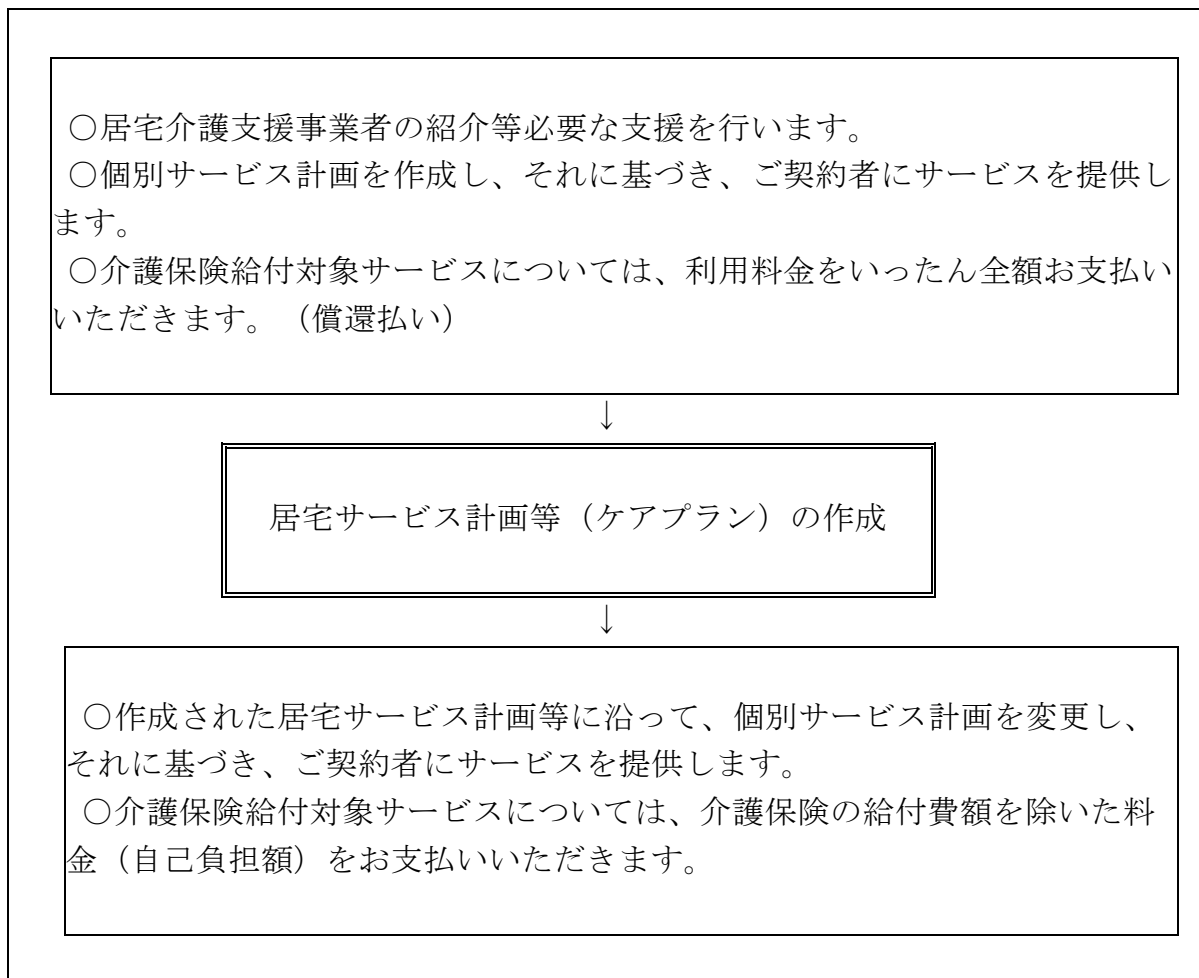 ○居宅介護支援事業者の紹介等必要な支援を行います。
○個別サービス計画を作成し、それに基づき、ご契約者にサービスを提供し
ます。
○介護保険給付対象サービスについては、利用料金をいったん全額お支払い
いただきます。（償還払い）
↓
居宅サービス計画等（ケアプラン）の作成
↓
○作成された居宅サービス計画等に沿って、個別サービス計画を変更し、
それに基づき、ご契約者にサービスを提供します。
○介護保険給付対象サービスについては、介護保険の給付費額を除いた料
金（自己負担額）をお支払いいただきます。